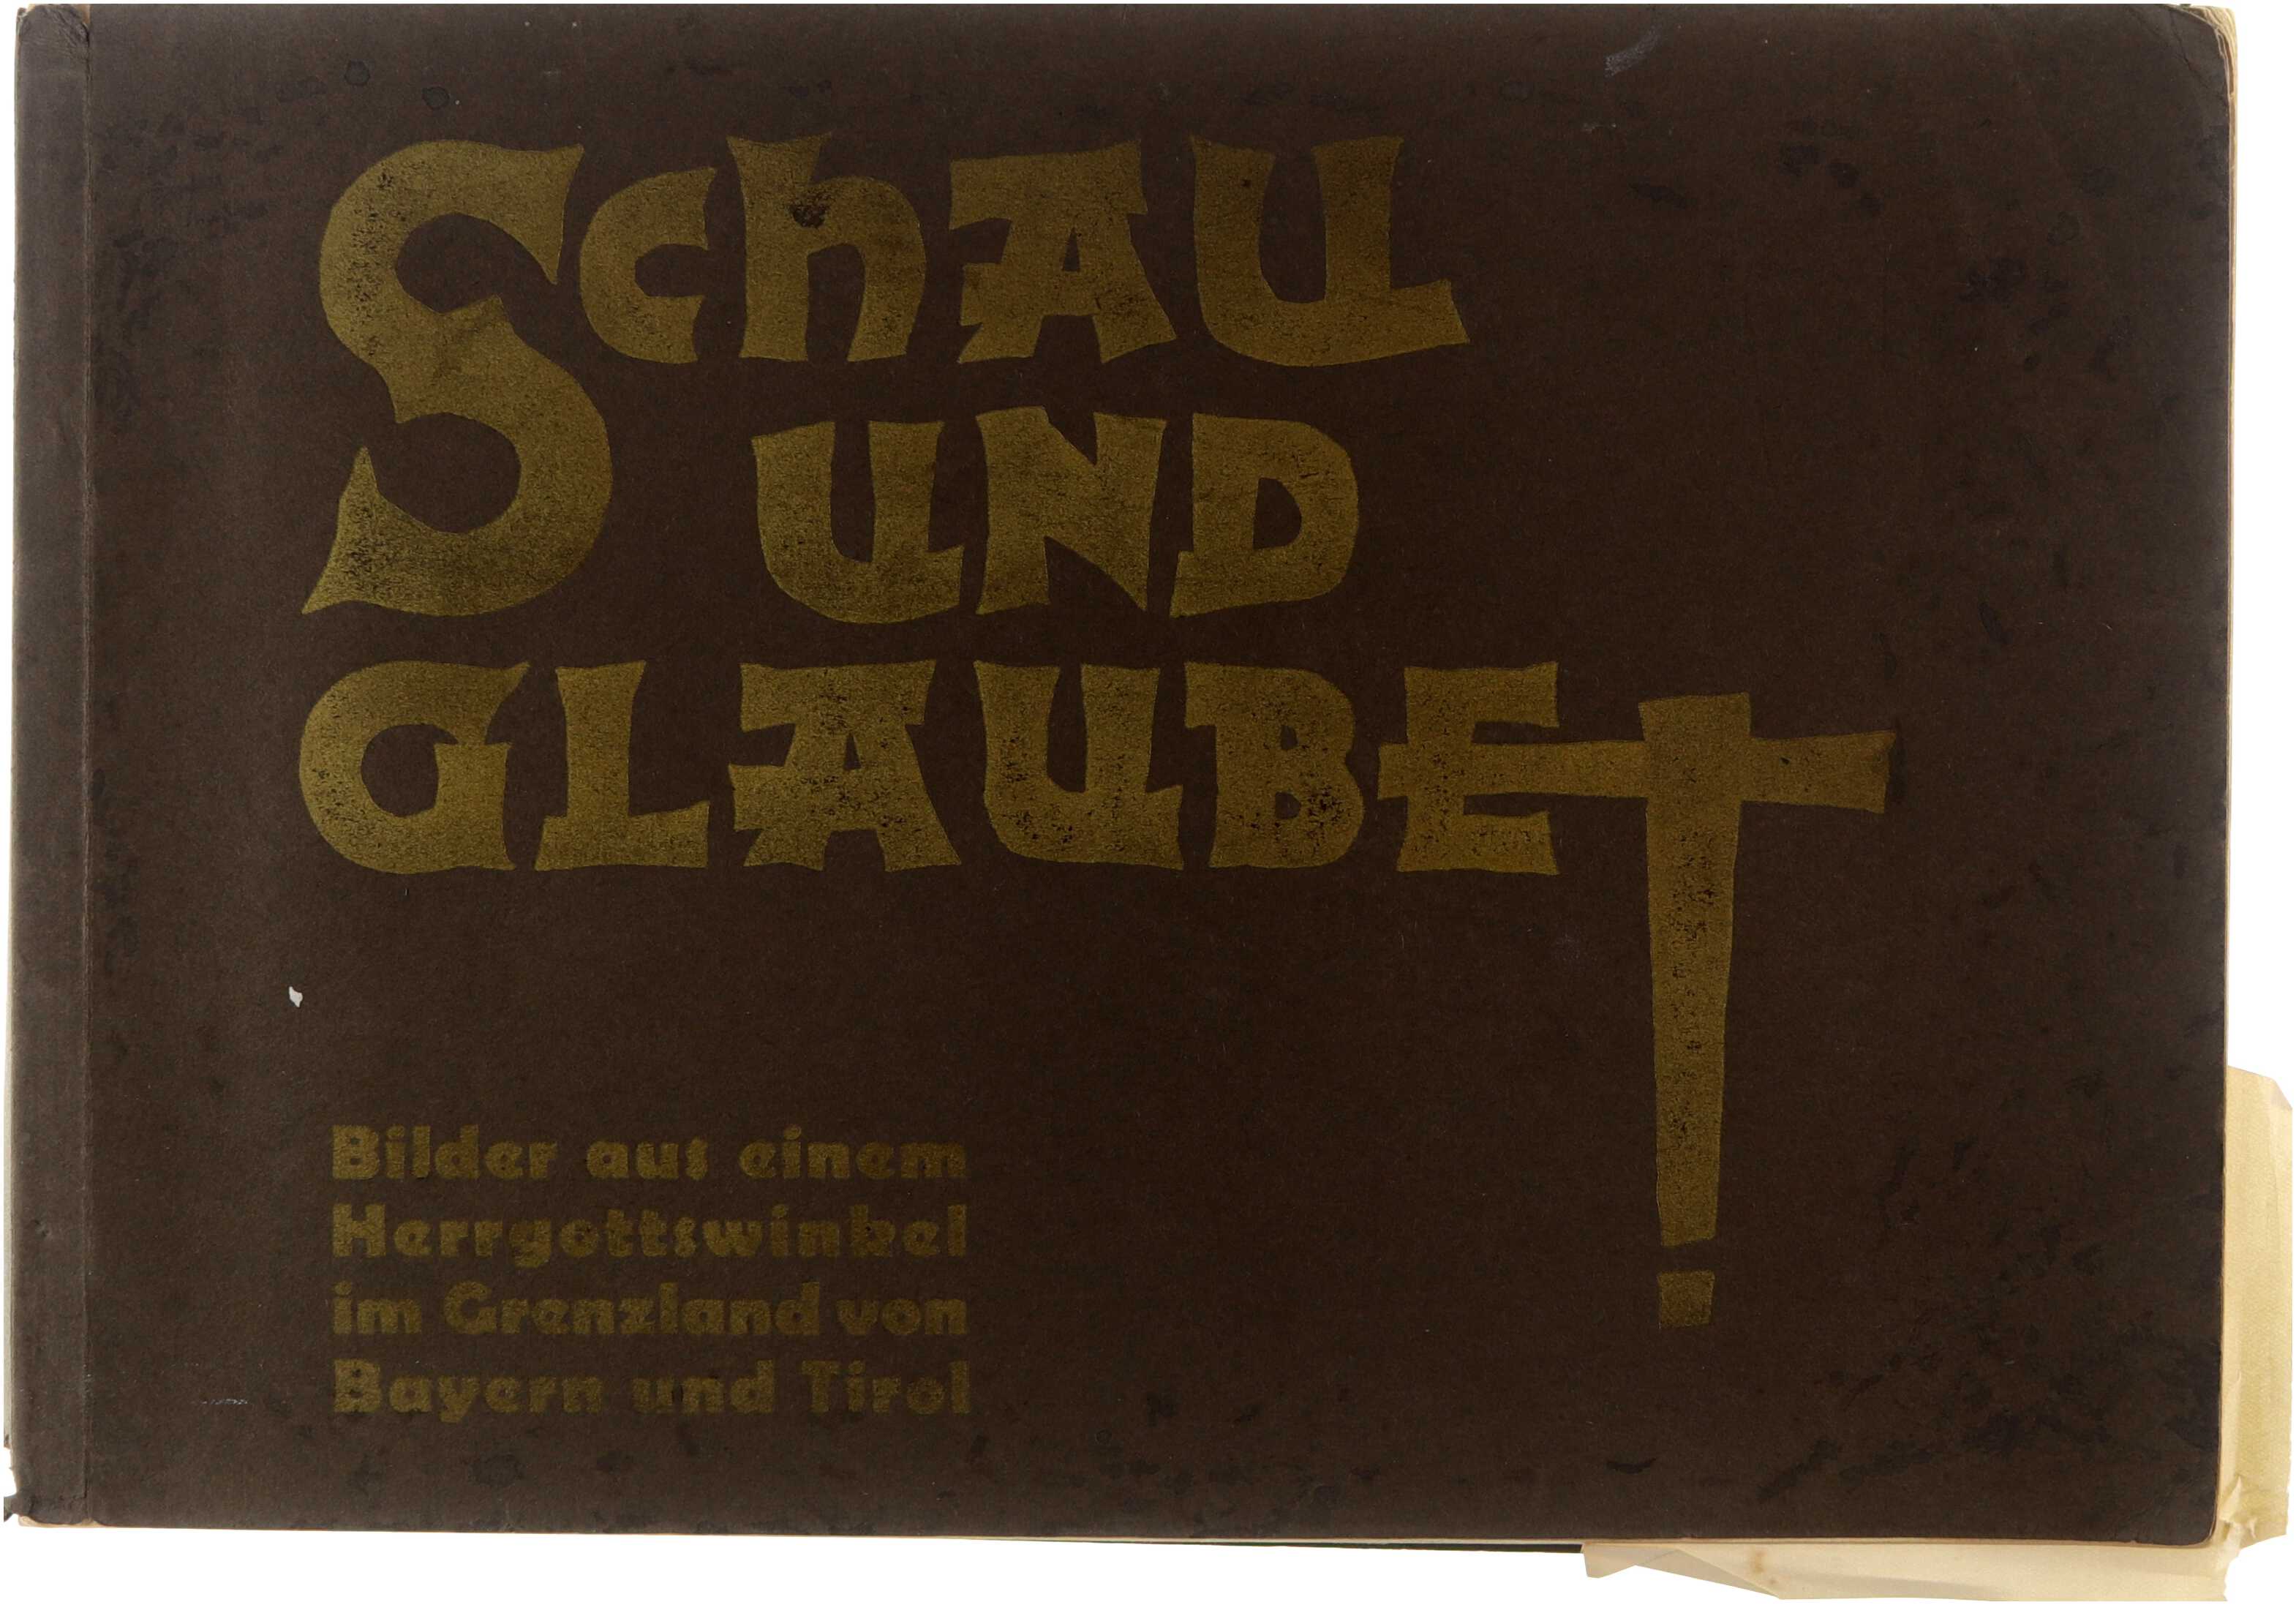 SchAU
UND
GLAUBET!
Bilder aus einem
Herrgottswinkel
im Grenzland von
Bayern und Tirol